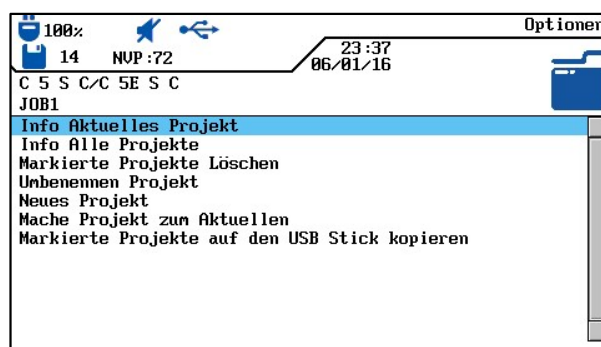 100% Optionen
23:37
14 NVP:72
06/01/16
C 5 S C/C 5E S C
JOB1
Info Aktuelles Projekt
Info Alle Projekte
Markierte Projekte Löschen
Umbenennen Projekt
Neues Projekt
Mache Projekt zum Aktuellen
Markierte Projekte auf den USB Stick kopieren